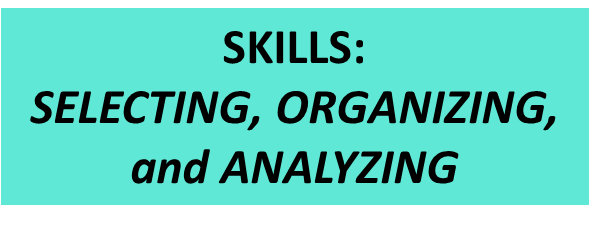 SKILLS:
SELECTING, ORGANIZING,
and ANALYZING